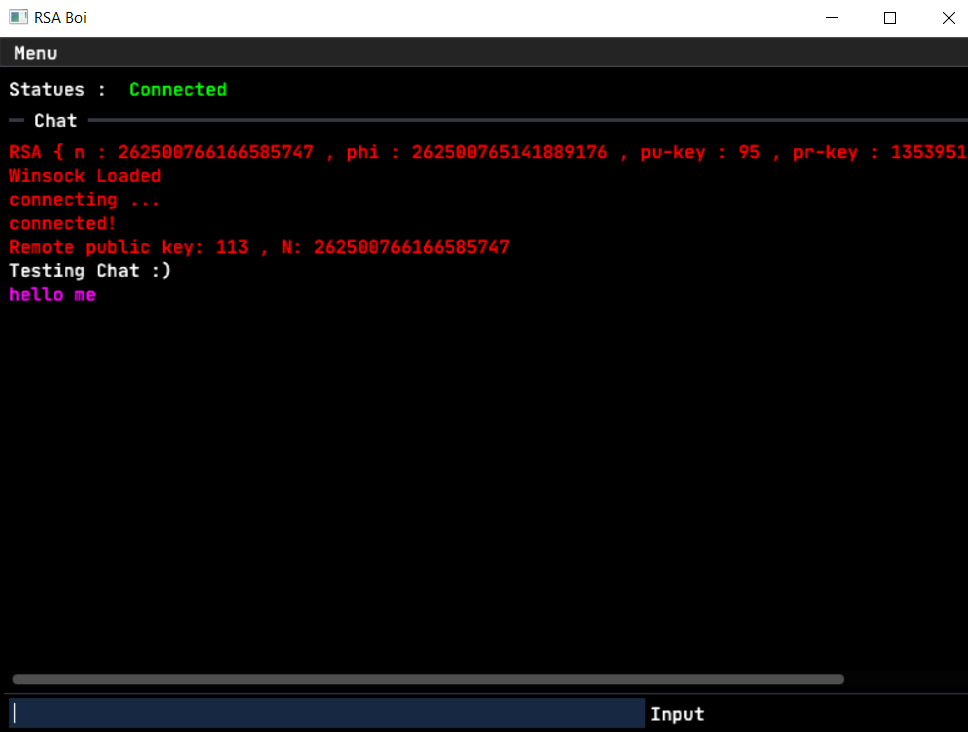 RSA Boi
Menu
Statues : Connected
Chat
RSA { n : 262500766166585747 , phi : 262500765141889176 , pu-key : 95 , pr-key : 1353951
Winsock Loaded
connecting ...
connected!
Remote public key: 113 , N: 262500766166585747
Testing Chat :)
hello me
Input